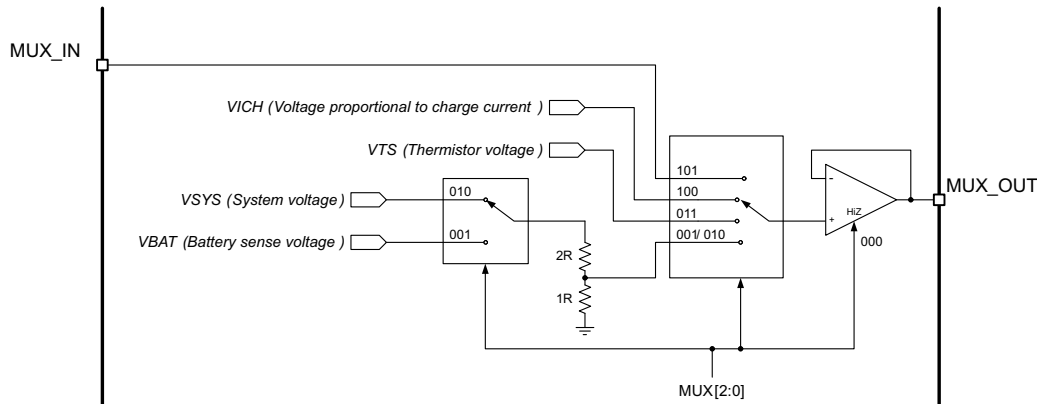 MUX_IN
VICH (Voltage proportional to charge current )
VTS (Thermistor voltage )
101
MUX_OUT
VSYS (System voltage)
010
100
-
011
+
HiZ
VBAT (Battery sense voltage )
001
001/ 010
000
2R
1R
MUX[2:0]